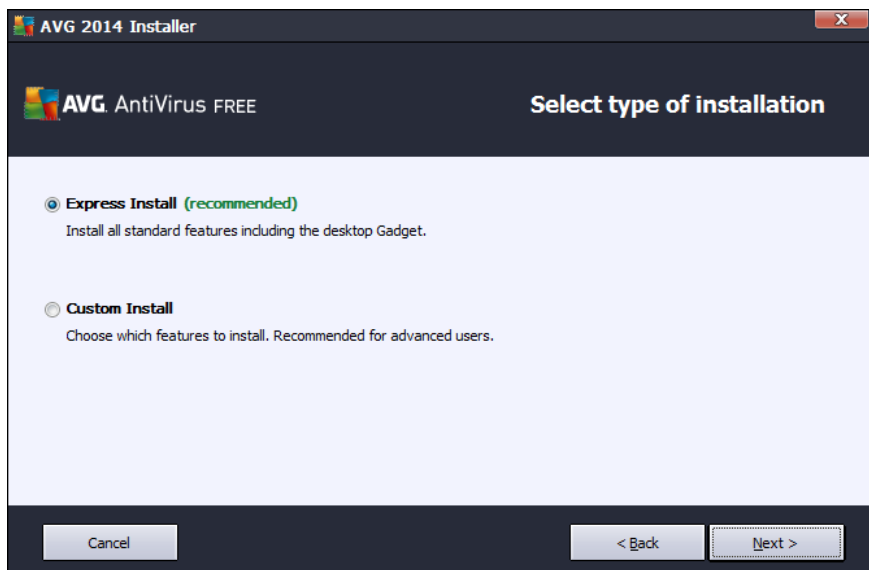 AVG 2014 Installer
X
AVG. AntiVirus FREE
Select type of installation
Express Install (recommended)
Install all standard features including the desktop Gadget.
Custom Install
Choose which features to install. Recommended for advanced users.
Cancel
< Back
Next >